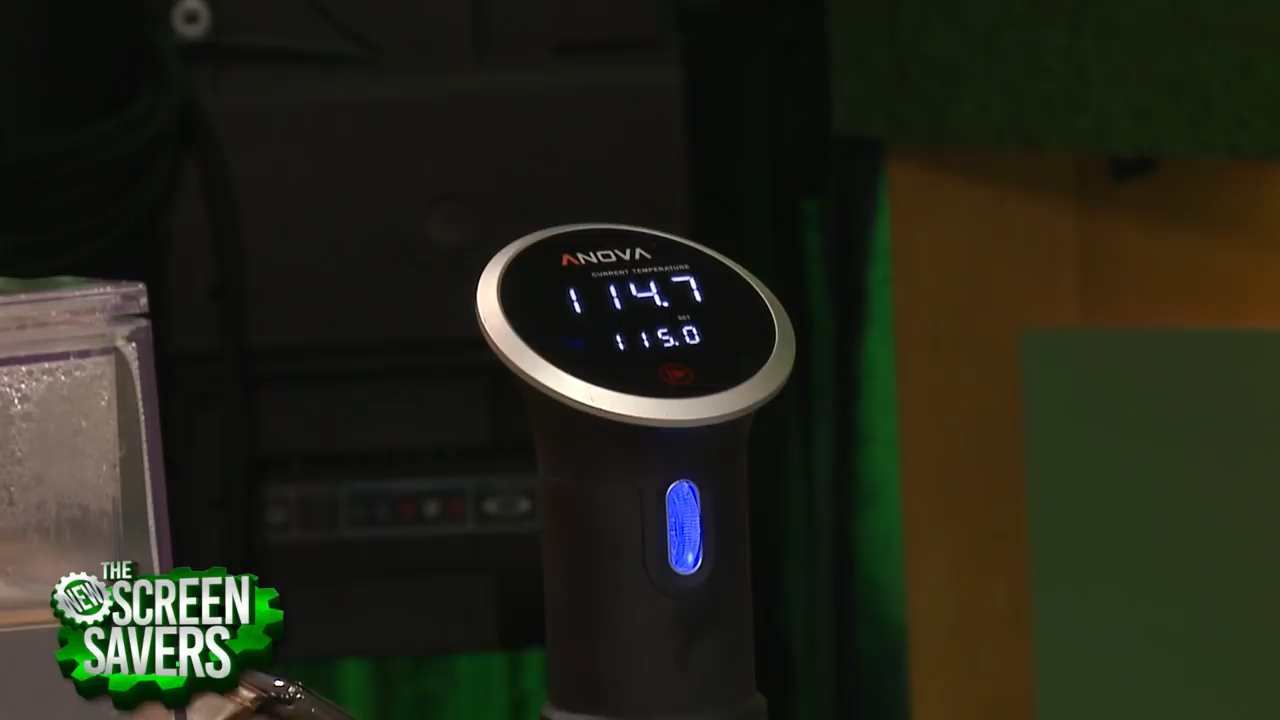 ANOVA
CURRENT TEMPERATURE
114.7
SET
115.0
THE
NEW
SCREEN
SAVERS